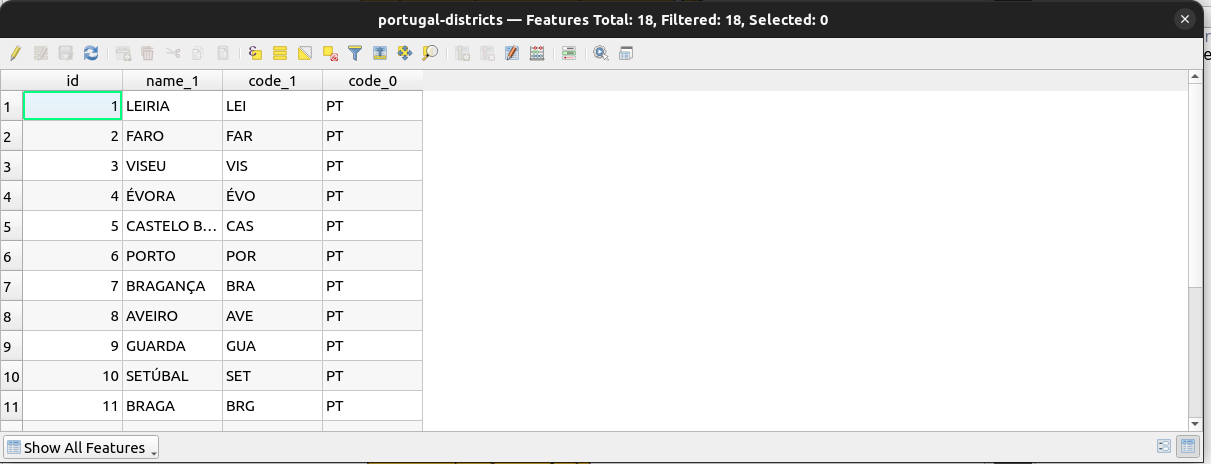 portugal-districts — Features Total: 18, Filtered: 18, Selected: 0
id name_1 code_1 code_0
1 1 LEIRIA LEI PT
2 2 FARO FAR PT
3 3 VISEU VIS PT
4 4 ÉVORA ÉVO PT
5 5 CASTELO B... CAS PT
6 6 PORTO POR PT
7 7 BRAGANÇA BRA PT
8 8 AVEIRO AVE PT
9 9 GUARDA GUA PT
10 10 SETÚBAL SET PT
11 11 BRAGA BRG PT
Show All Features